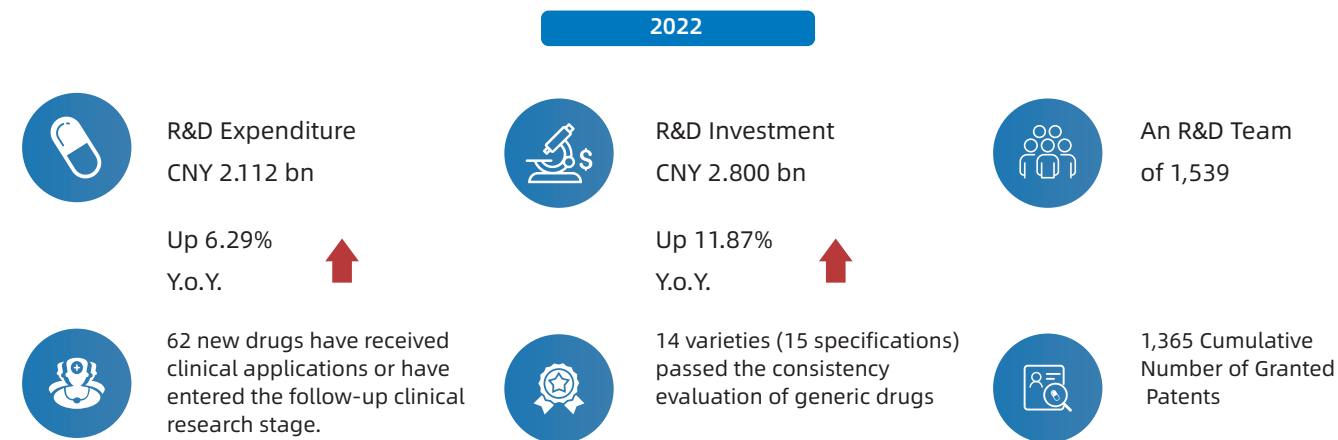 2022
R&D Expenditure
CNY 2.112 bn
Up 6.29%
Y.o.Y.
R&D Investment
CNY 2.800 bn
Up 11.87%
Y.o.Y.
$
An R&D Team
of 1,539
62 new drugs have received
clinical applications or have
entered the follow-up clinical
research stage.
14 varieties (15 specifications)
passed the consistency
evaluation of generic drugs
1,365 Cumulative
Number of Granted
Patents